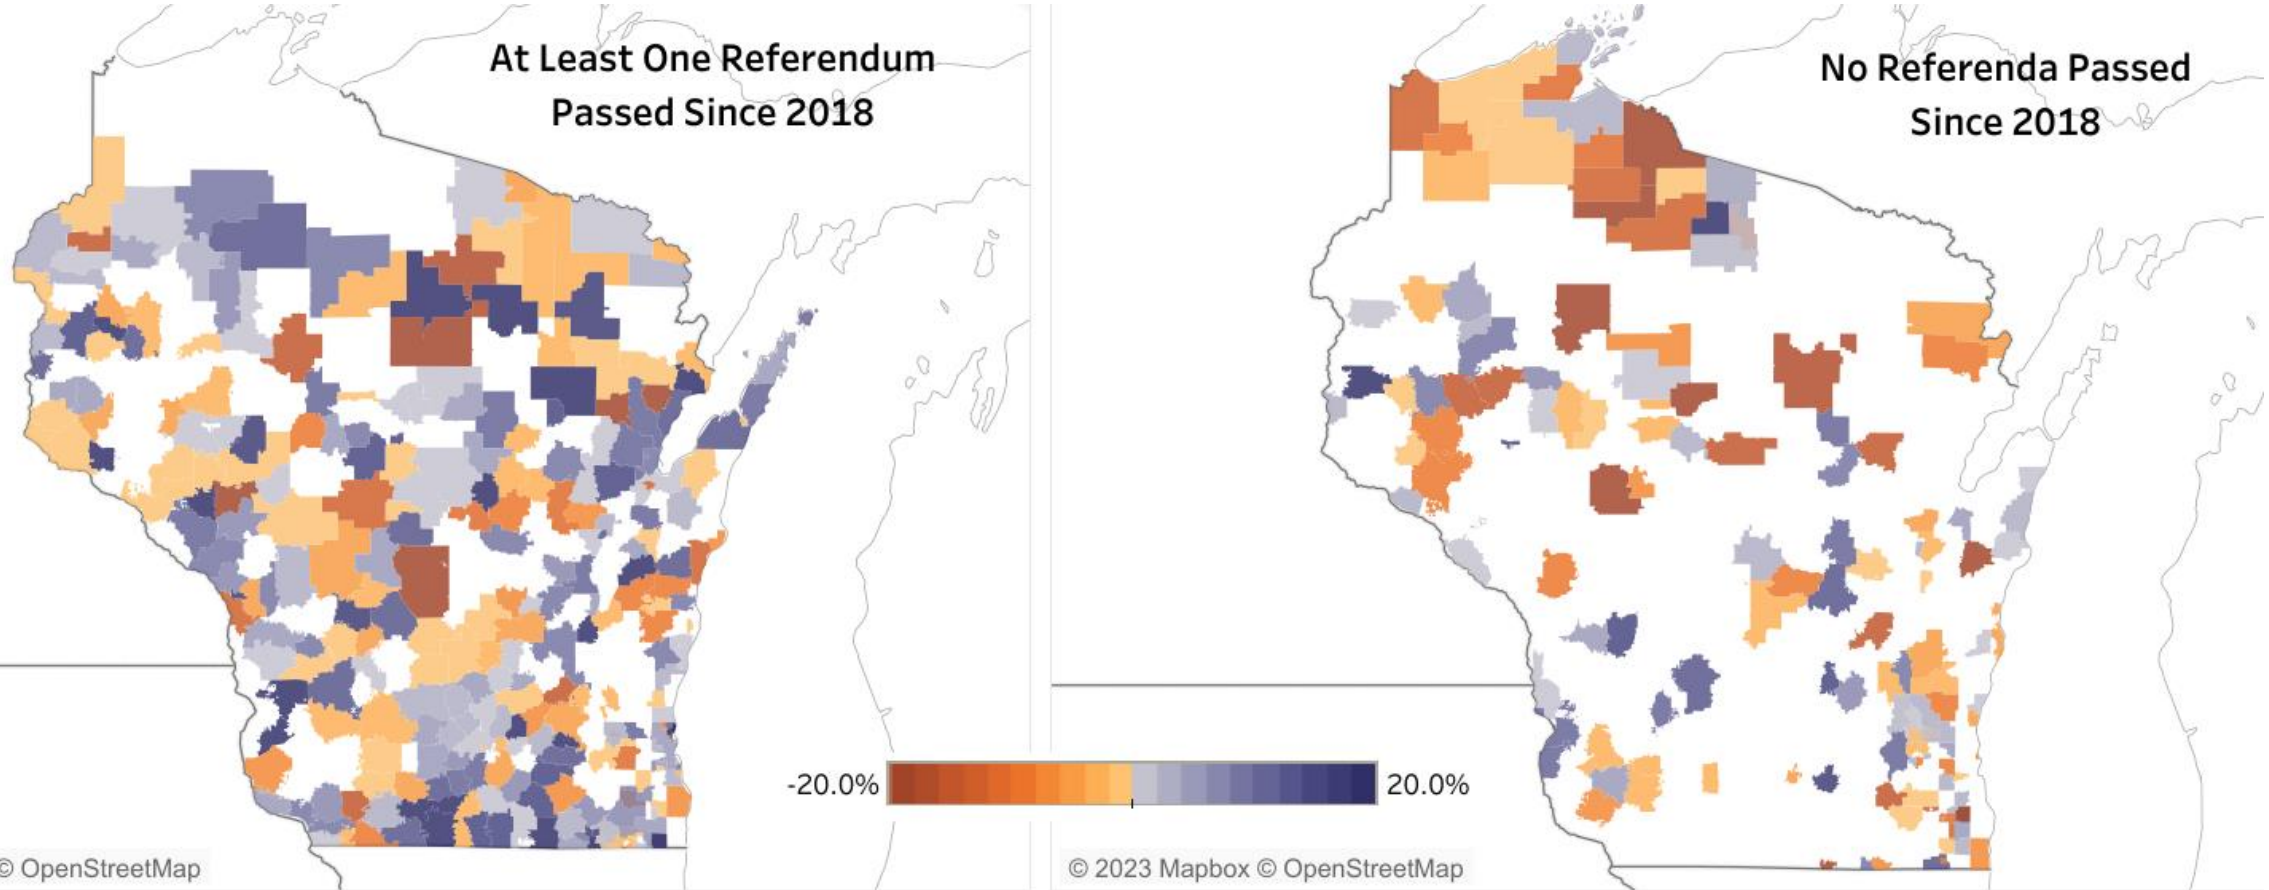 At Least One Referendum
Passed Since 2018
No Referenda Passed
Since 2018
-20.0%
20.0%
© OpenStreetMap
© 2023 Mapbox © OpenStreetMap